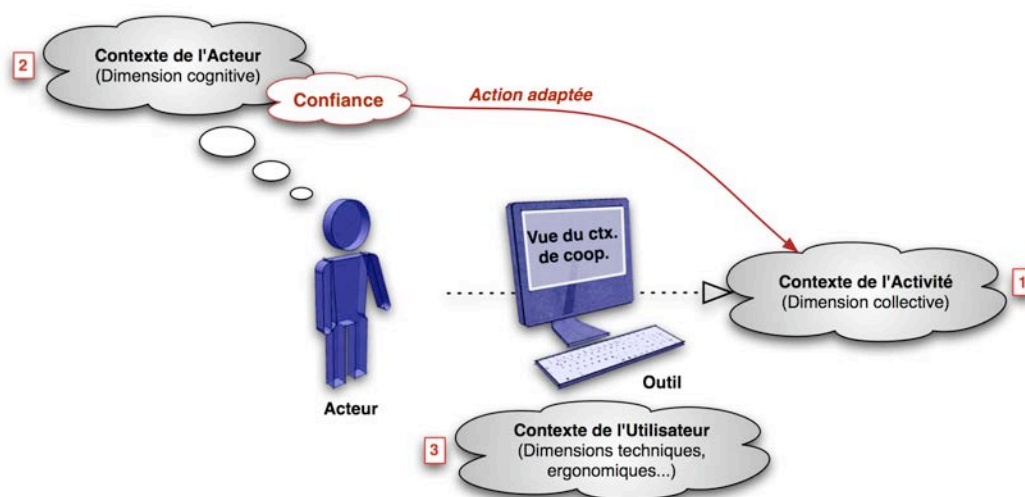 2
Contexte de l'Acteur
(Dimension cognitive)
Confiance
Action adaptée
Vue du ctx.
de coop.
Contexte de l'Activité
(Dimension collective)
1
Outil
Acteur
3
Contexte de l'Utilisateur
(Dimensions techniques,
ergonomiques...)